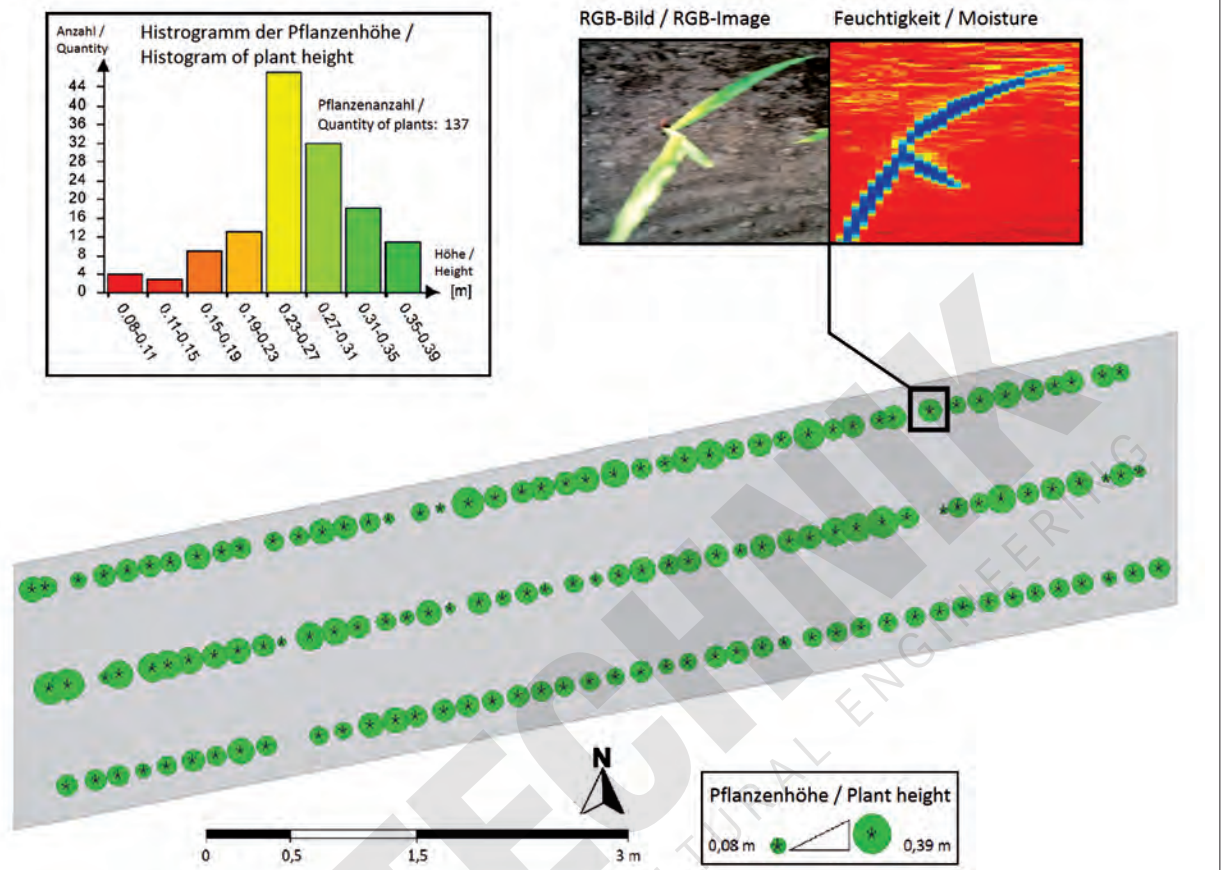 Anzahl /
Quantity
Histrogramm der Pflanzenhöhe /
Histogram of plant height
44
40
36
32
28
24
20
16
12
8
4
0
Pflanzenanzahl /
Quantity of plants: 137
Höhe /
Height
[m]
0.08-0.11
0.11-0.15
0.15-0.19
0.19-0.23
0.23-0.27
0.27-0.31
0.31-0.35
0.35-0.39
RGB-Bild / RGB-Image
Feuchtigkeit / Moisture
N
0
0,5
1,5
3 m
Pflanzenhöhe / Plant height
0,08 m
0,39 m
TECHNIK
TURAL ENGINEERING